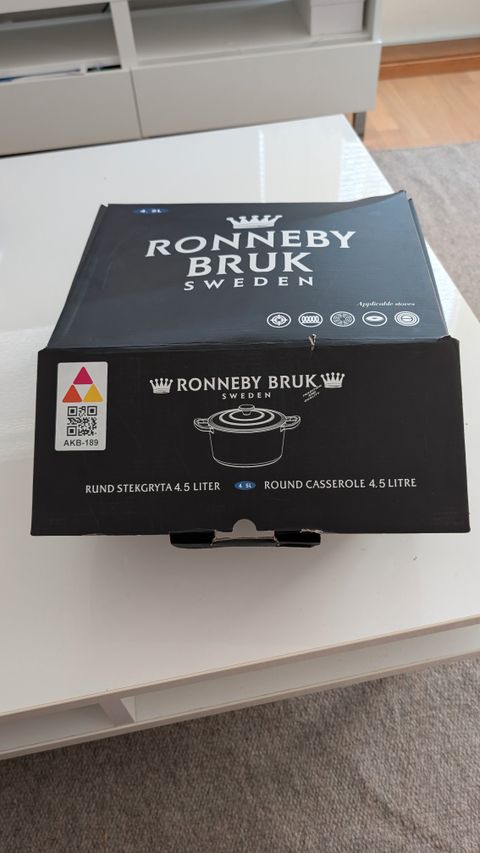 4.5L
RONNEBY
BRUK
SWEDEN
Applicable stoves
RONNEBY BRUK
SWEDEN
AKB-189
RUND STEKGRYTA 4.5 LITER 4.5L ROUND CASSEROLE 4.5 LITRE